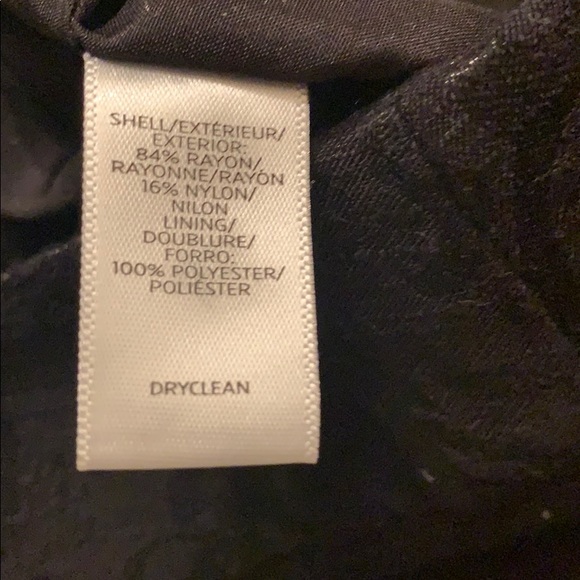 SHELL/EXTÉRIEUR/
EXTERIOR:
84% RAYON/
RAYONNE/RAYÓN
16% NYLON/
NILON
LINING/
DOUBLURE/
FORRO:
100% POLYESTER/
POLIÉSTER
DRYCLEAN